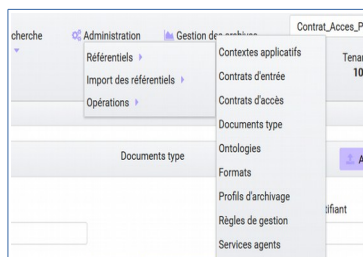 cherche
Administration
Gestion des archives
Contrat_Acces_P
Référentiels
Import des référentiels
Opérations
Contextes applicatifs
Contrats d'entrée
Contrats d'accès
Documents type
Ontologies
Formats
Profils d'archivage
Règles de gestion
Services agents
Tenan
10
Documents type
A
tifiant